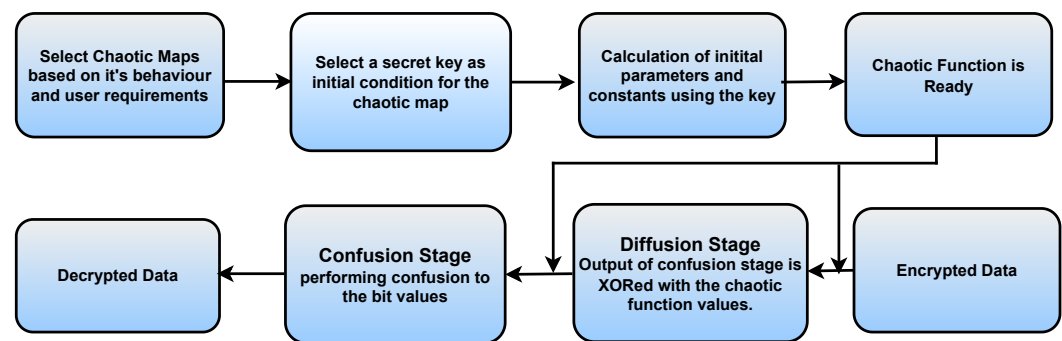 Select Chaotic Maps
based on it's behaviour
and user requirements
Select a secret key as
initial condition for the
chaotic map
Calculation of initital
parameters and
constants using the key
Chaotic Function is
Ready
Decrypted Data
Confusion Stage
performing confusion to
the bit values
Diffusion Stage
Output of confusion stage is
XORed with the chaotic
function values.
Encrypted Data